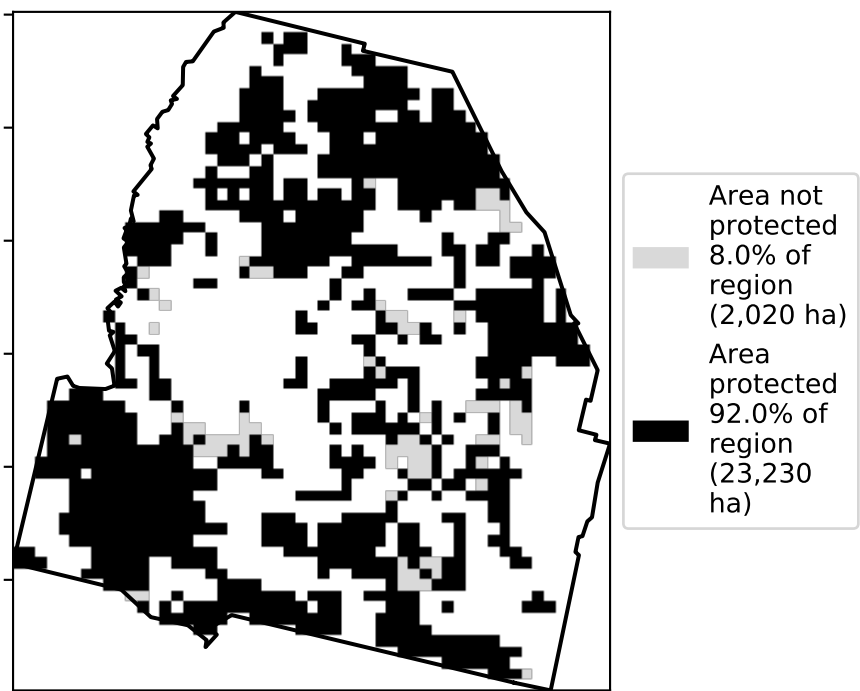 Area not
protected
8.0% of
region
(2,020 ha)
Area
protected
92.0% of
region
(23,230
ha)